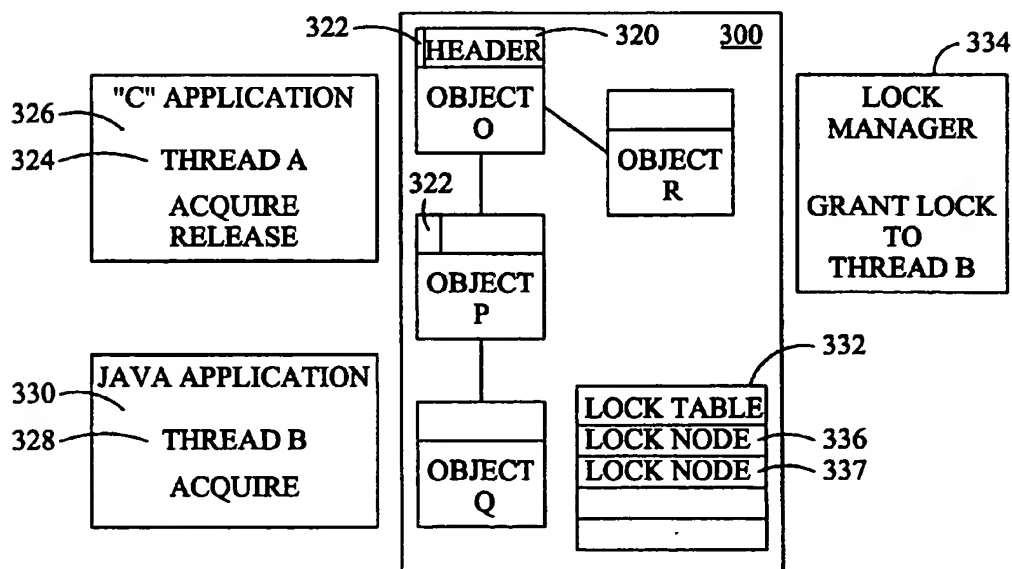 322
HEADER
320
300
334
"C" APPLICATION
326
324
THREAD A
ACQUIRE
RELEASE
OBJECT
O
OBJECT
R
LOCK
MANAGER
GRANT LOCK
TO
THREAD B
322
OBJECT
P
JAVA APPLICATION
330
328
THREAD B
ACQUIRE
OBJECT
Q
332
LOCK TABLE
LOCK NODE
336
LOCK NODE
337